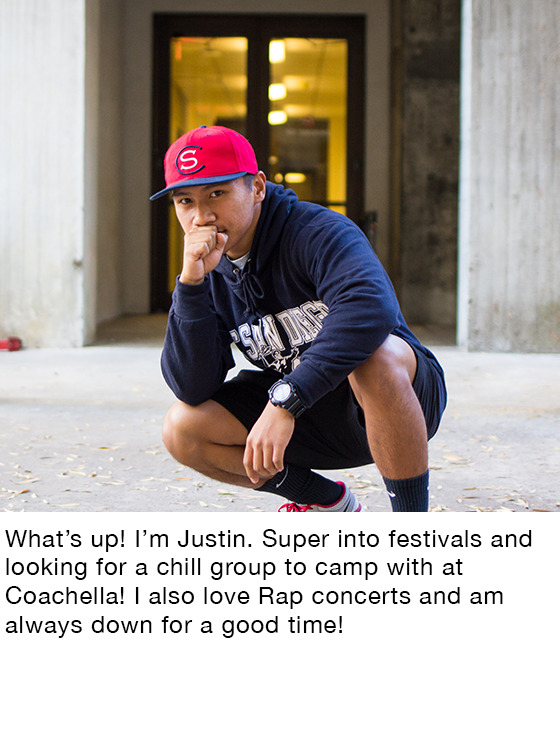 S
SAN DIEG
What’s up! I’m Justin. Super into festivals and
looking for a chill group to camp with at
Coachella! I also love Rap concerts and am
always down for a good time!